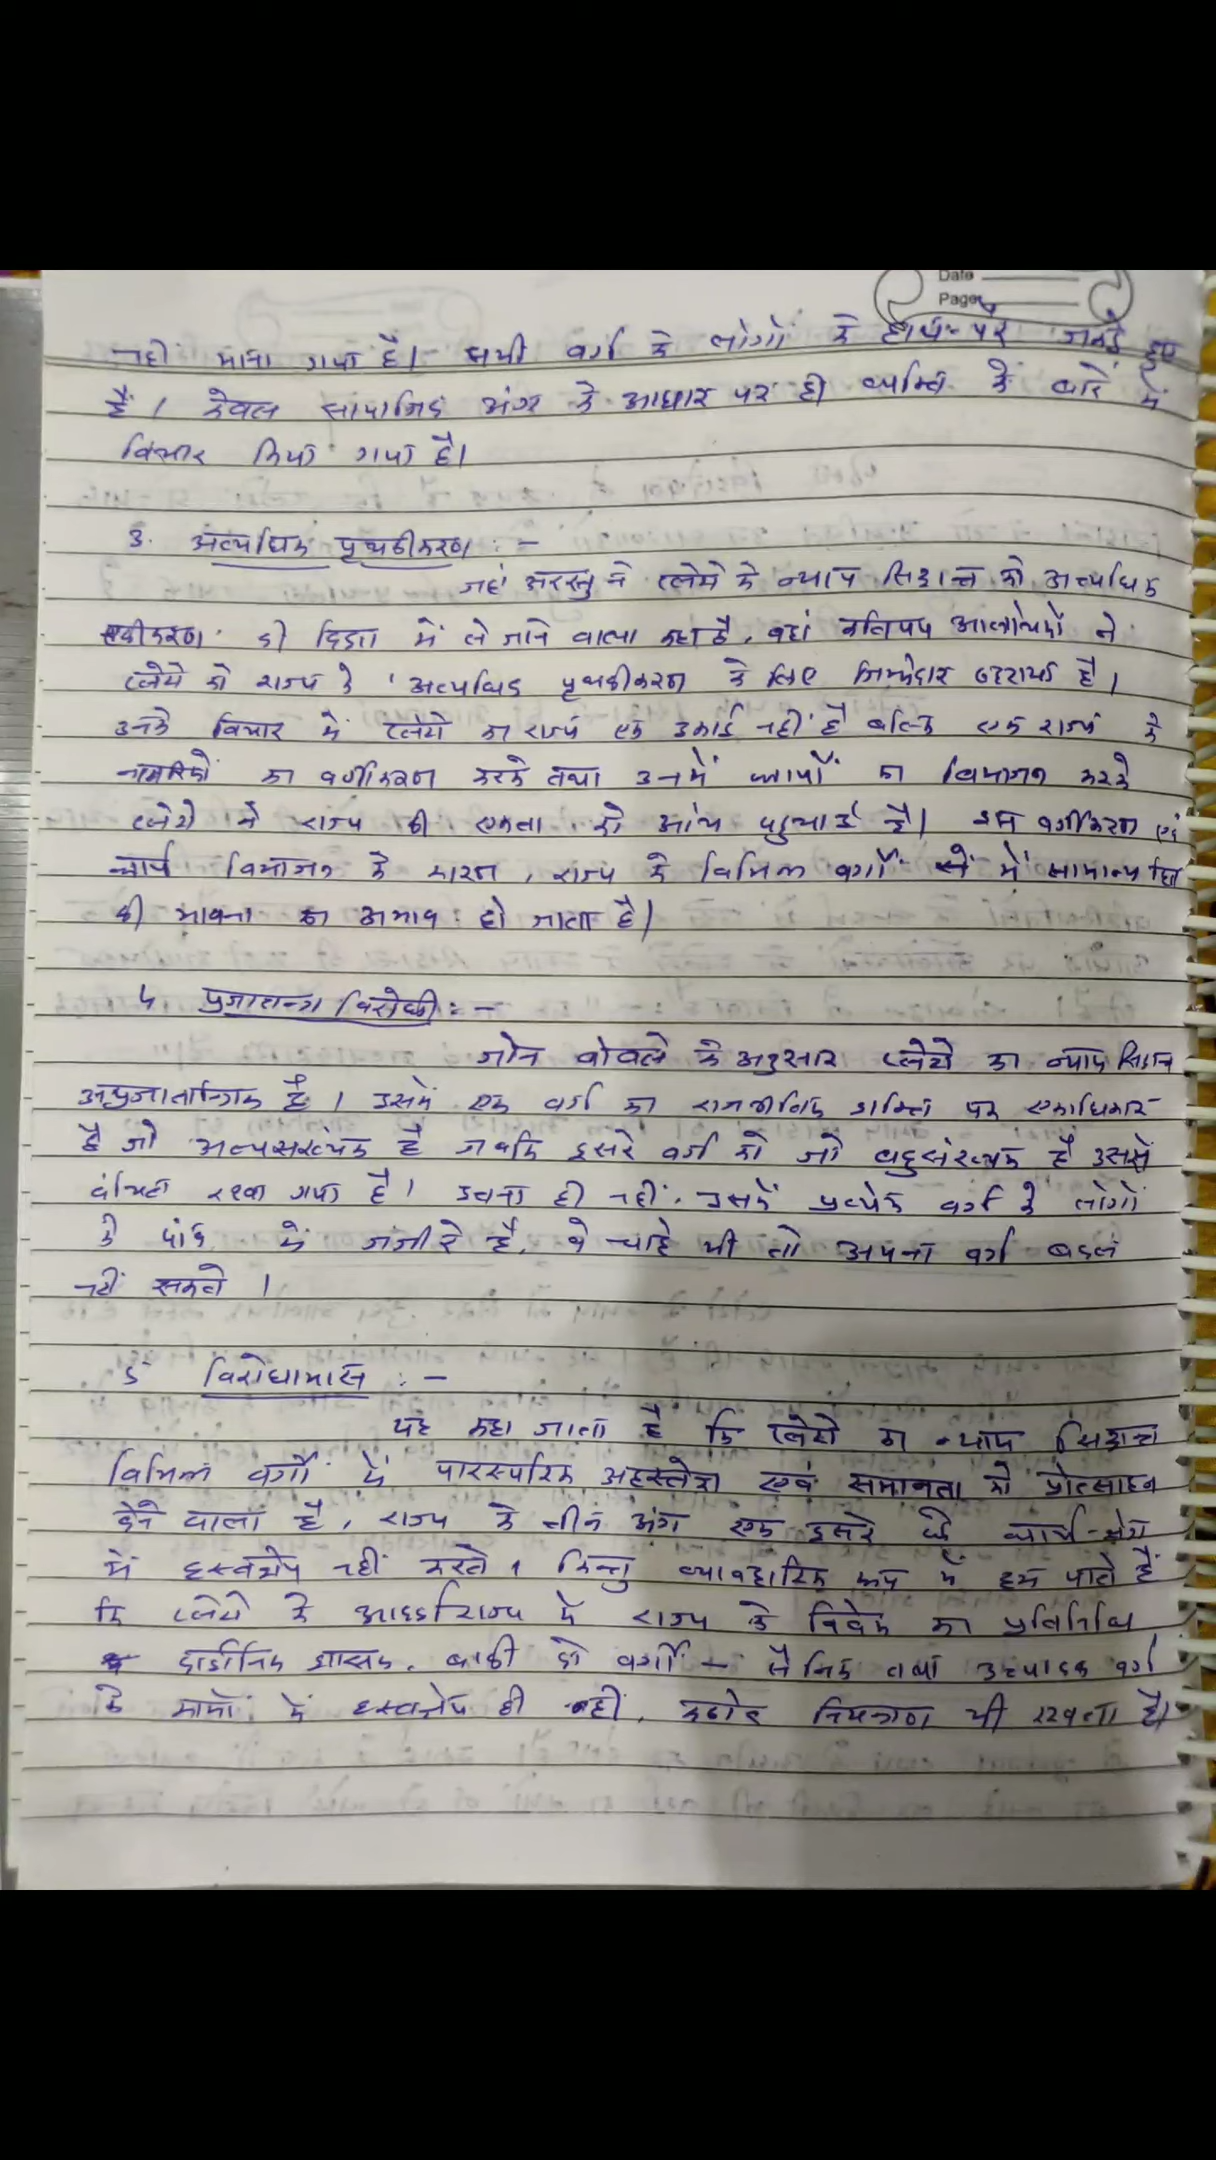 Date
Page
नहीं माना गया है। सभी वर्ग के लोगों के हाथ पैर जकड़े हुए
हैं। केवल सामाजिक अंग के आधार पर ही व्यक्ति के बारे में
विचार किया गया है।
3. अत्यधिक पृथकीकरण :-
जहां अरस्तु ने प्लेटो के न्याय सिद्धान्त को अत्यधिक
एकीकरण की दिशा में ले जाने वाला कहा है, वहां कतिपय आलोचकों ने
प्लेटो को राज्य के 'अत्यधिक पृथकीकरण के लिए जिम्मेदार ठहराया है।
उनके विचार में प्लेटो का राज्य एक इकाई नहीं है बल्कि एक राज्य के
नागरिकों का वर्गीकरण करके तथा उनमें कार्यों का विभाजन करके
प्लेटो ने राज्य की एकता को आंच पहुचाई है। इस वर्गीकरण एवं
कार्य विभाजन के कारण, राज्य के विभिन्न वर्गों में सामान्य हित
की भावना का अभाव हो जाता है।
4 प्रजातन्त्र विरोधी :-
जोन बोवले के अनुसार प्लेटो का न्याय सिद्धान्त
अप्रजातान्त्रिक है। उसमें एक वर्ग का राजनीतिक शक्ति पर एकाधिकार
है जो अल्पसंख्यक है जबकि दूसरे वर्ग को जो बहुसंख्यक है उससे
वंचित रखा गया है। इतना ही नहीं, उसमें प्रत्येक वर्ग के लोगों
के पांव में जंजीरे है, वे चाहे भी तो अपना वर्ग बदल
नहीं सकते।
5 विरोधाभास :-
यह कहा जाता है कि प्लेटो का न्याय सिद्धान्त
विभिन्न वर्गों में पारस्परिक अहस्तक्षेप एवं समानता को प्रोत्साहन
देने वाला है, राज्य के तीन अंग एक दूसरे के कार्य-क्षेत्र
में हस्तक्षेप नहीं करते। किन्तु व्यावहारिक रूप में हम पाते हैं
कि प्लेटो के आदर्श राज्य में राज्य के विवेक का प्रतिनिधि
दार्शनिक शासक, बाकी दो वर्गों - सैनिक तथा उत्पादक वर्ग
के कामों में हस्तक्षेप ही नहीं, कठोर नियन्त्रण भी रखता है।